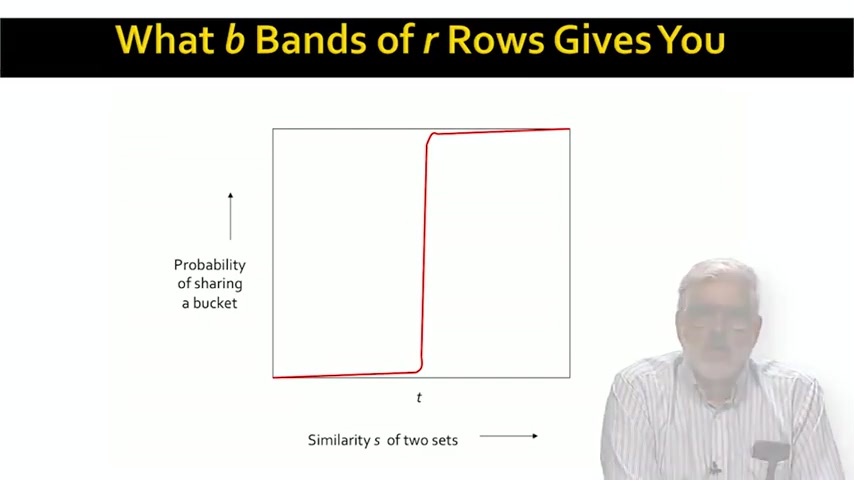 What b Bands of r Rows Gives You
Probability
of sharing
a bucket
t
Similarity s of two sets